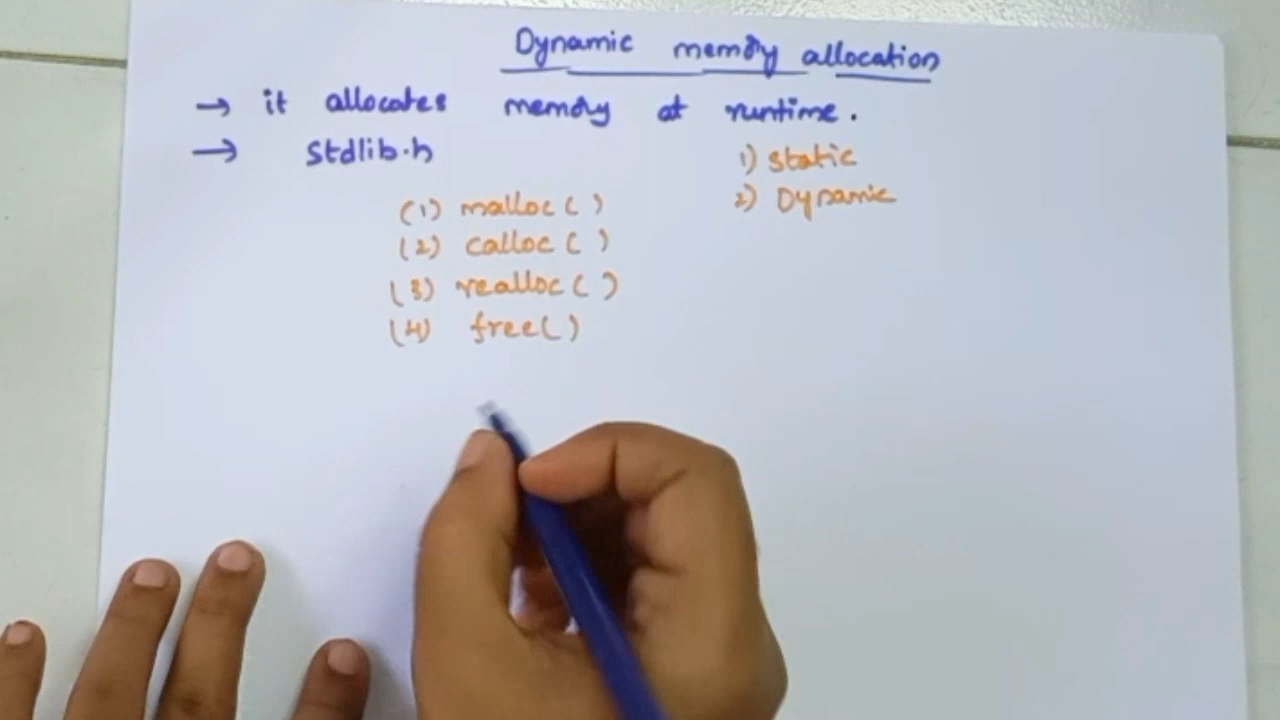 Dynamic memory allocation
→ it allocates memory at runtime.
→ stdlib.h
1) static
2) Dynamic
(1) malloc ( )
(2) calloc ( )
(3) realloc ( )
(4) free( )